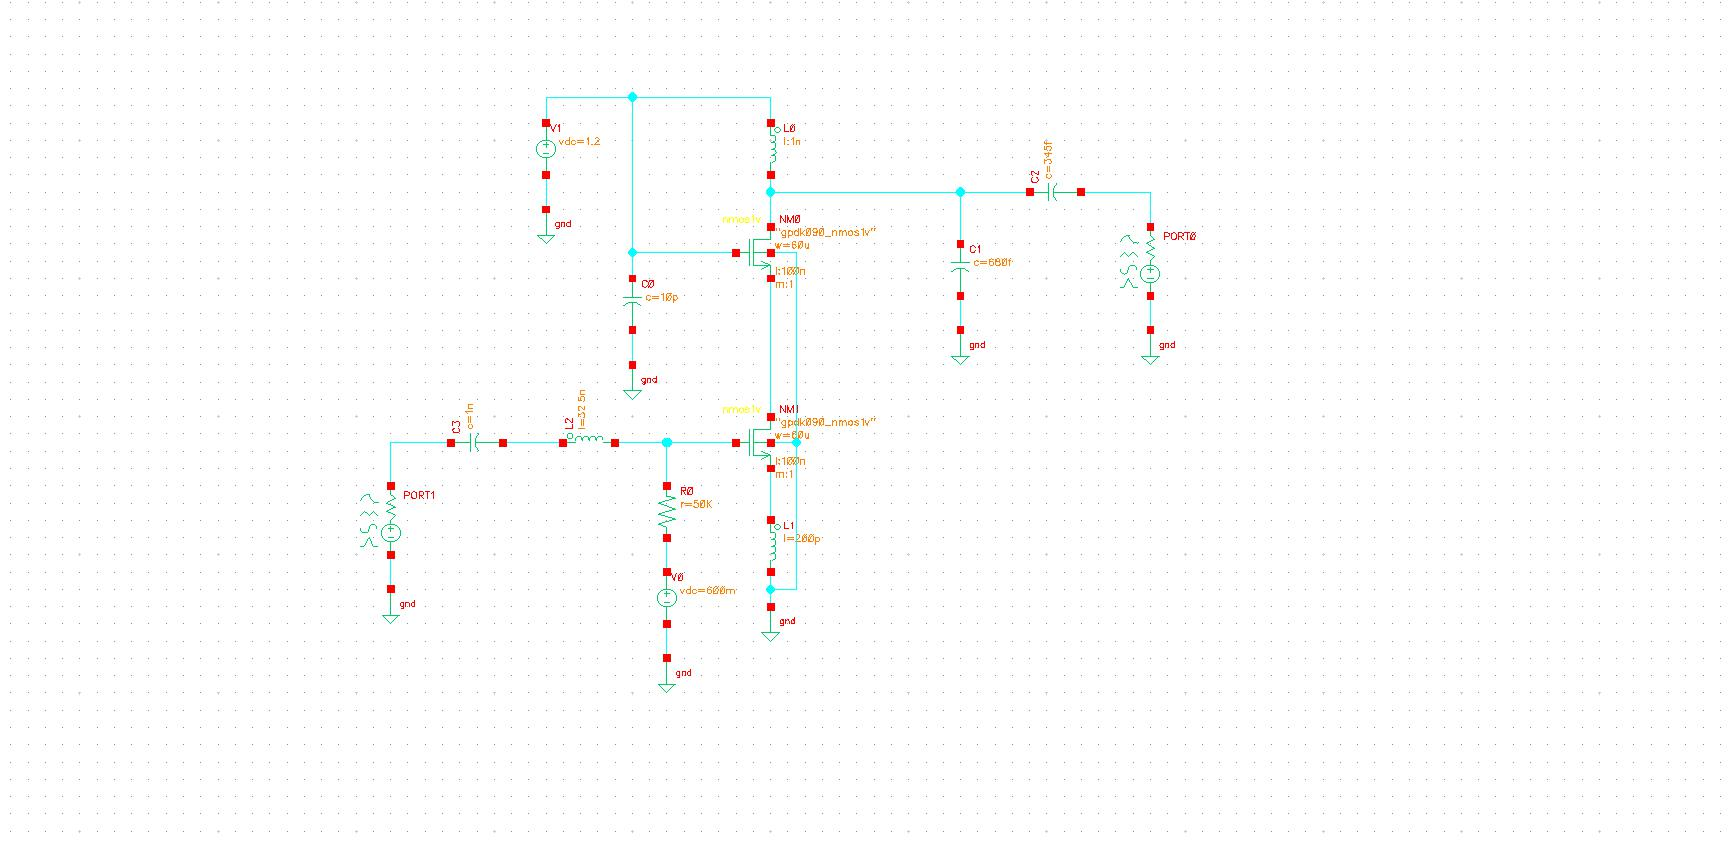 V1
vdc=1.2
gnd
L0
l:1n
C2
c=345f
nmos1v
NM0
"gpdk090_nmos1v"
w=60u
l:100n
m:1
C0
c=10p
gnd
C1
c=680f
gnd
PORT0
gnd
nmos1v
NM1
"gpdk090_nmos1v"
w=60u
l:100n
m:1
C3
c=1n
L2
l=32.5n
PORT1
gnd
R0
r=50K
V0
vdc=600m
gnd
L1
l=200p
gnd